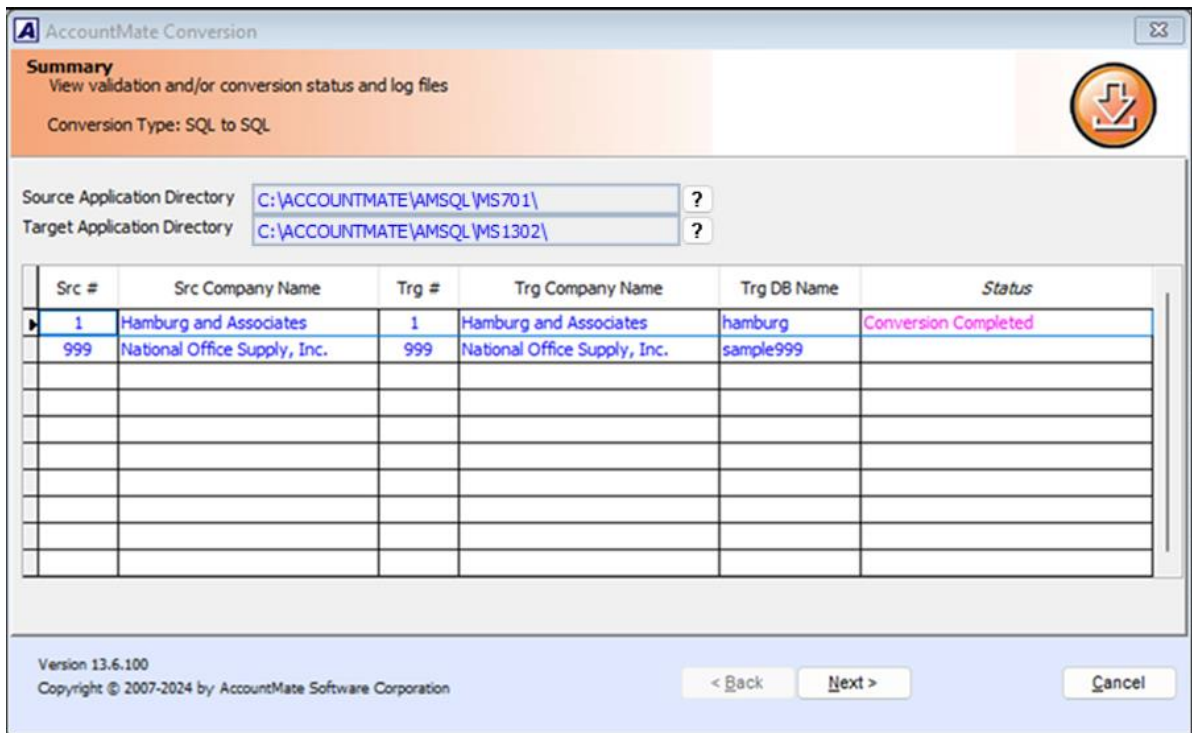 A AccountMate Conversion
Summary
View validation and/or conversion status and log files
Conversion Type: SQL to SQL
Source Application Directory C:\ACCOUNTMATE\AMSQL\MS701\ ?
Target Application Directory C:\ACCOUNTMATE\AMSQL\MS1302\ ?
Src # Src Company Name Trg # Trg Company Name Trg DB Name Status
1 Hamburg and Associates 1 Hamburg and Associates hamburg Conversion Completed
999 National Office Supply, Inc. 999 National Office Supply, Inc. sample999
Version 13.6.100
Copyright © 2007-2024 by AccountMate Software Corporation
< Back Next > Cancel